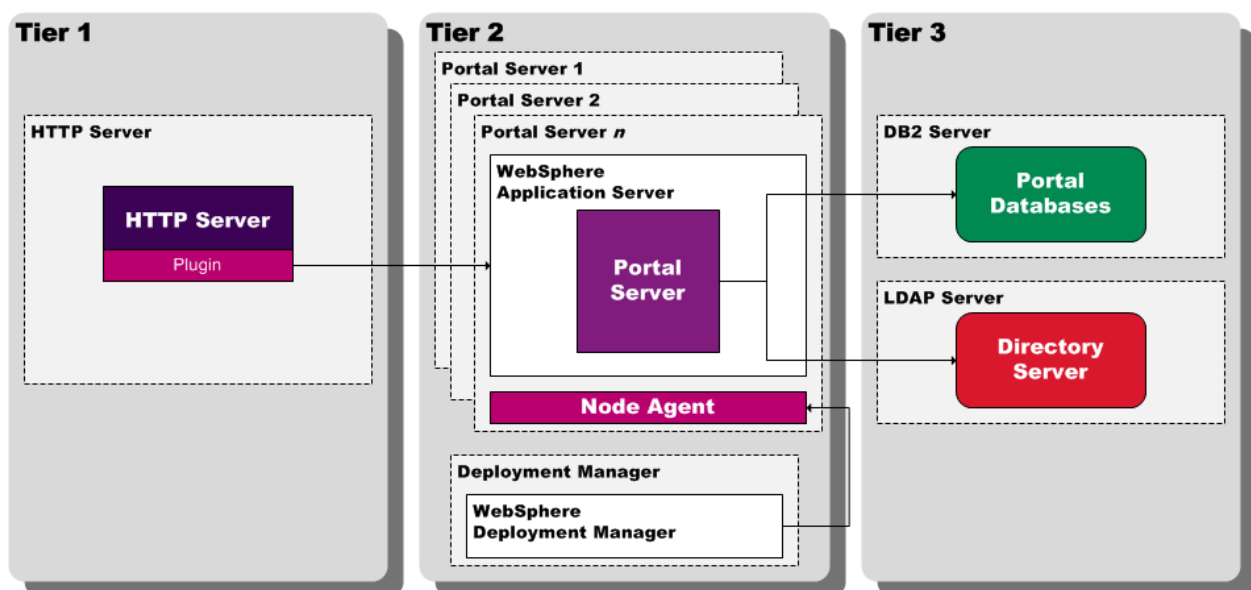 Tier 1
HTTP Server
HTTP Server
Plugin
Tier 2
Portal Server 1
Portal Server 2
Portal Server n
WebSphere
Application Server
Portal
Server
Node Agent
Deployment Manager
WebSphere
Deployment Manager
Tier 3
DB2 Server
Portal
Databases
LDAP Server
Directory
Server